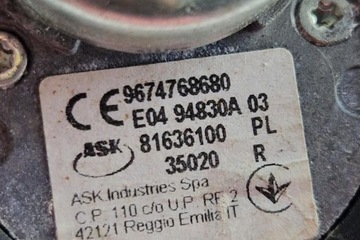 CE 9674768680
E04 94830A 03
ASK 81636100 PL
35020 R
ASK Industries Spa
C.P. 110 c/o U.P. RE 2
42121 Reggio Emilia IT